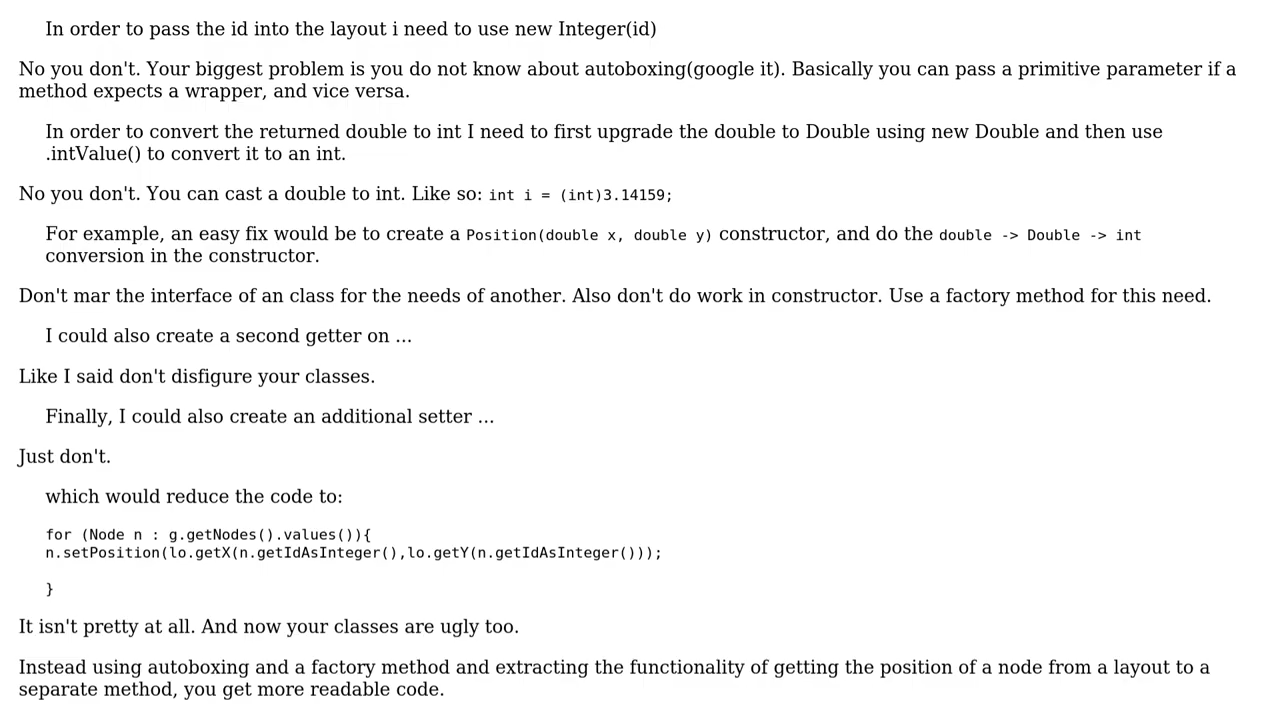 In order to pass the id into the layout i need to use new Integer(id)
No you don't. Your biggest problem is you do not know about autoboxing(google it). Basically you can pass a primitive parameter if a
method expects a wrapper, and vice versa.
In order to convert the returned double to int I need to first upgrade the double to Double using new Double and then use
.intValue() to convert it to an int.
No you don't. You can cast a double to int. Like so: int i = (int)3.14159;
For example, an easy fix would be to create a Position(double x, double y) constructor, and do the double -> Double -> int
conversion in the constructor.
Don't mar the interface of an class for the needs of another. Also don't do work in constructor. Use a factory method for this need.
I could also create a second getter on ...
Like I said don't disfigure your classes.
Finally, I could also create an additional setter ...
Just don't.
which would reduce the code to:
for (Node n : g.getNodes().values()){
n.setPosition(lo.getX(n.getIdAsInteger(),lo.getY(n.getIdAsInteger()));
}
It isn't pretty at all. And now your classes are ugly too.
Instead using autoboxing and a factory method and extracting the functionality of getting the position of a node from a layout to a
separate method, you get more readable code.